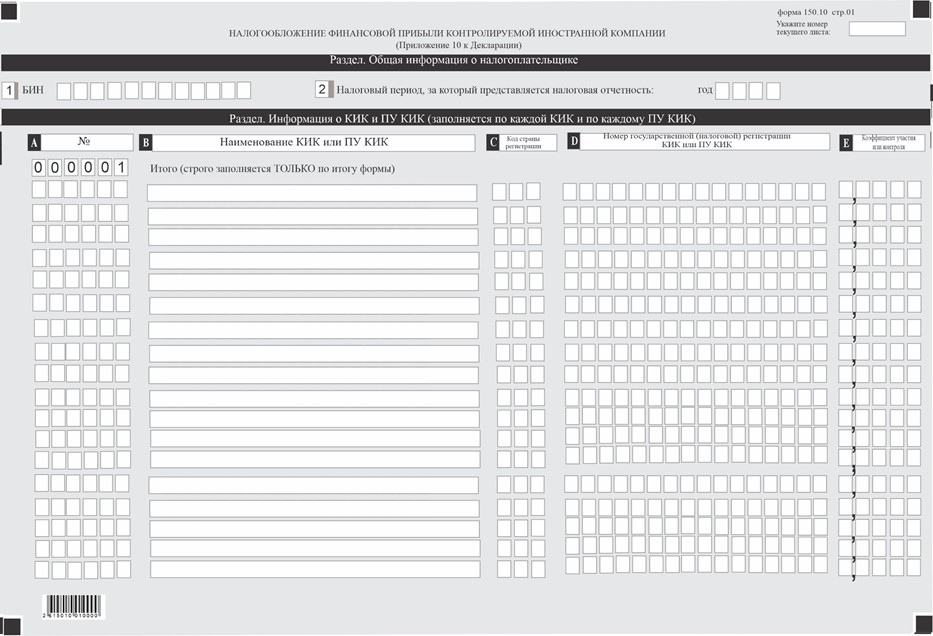 форма 150.10 стр.01
Укажите номер
текущего листа:
НАЛОГООБЛОЖЕНИЕ ФИНАНСОВОЙ ПРИБЫЛИ КОНТРОЛИРУЕМОЙ ИНОСТРАННОЙ КОМПАНИИ
(Приложение 10 к Декларации)
Раздел. Общая информация о налогоплательщике
1 БИН 2 Налоговый период, за который представляется налоговая отчетность: год
Раздел. Информация о КИК и ПУ КИК (заполняется по каждой КИК и по каждому ПУ КИК)
A № B Наименование КИК или ПУ КИК C Код страны регистрации D Номер государственной (налоговой) регистрации КИК или ПУ КИК E Коэффициент участия или контроля
000001 Итого (строго заполняется ТОЛЬКО по итогу формы)